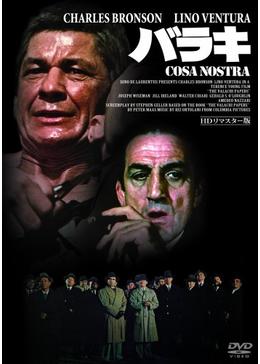 CHARLES BRONSON LINO VENTURA
バラキ
COSA NOSTRA
DINO DE LAURENTIIS PRESENTS CHARLES BRONSON LINO VENTURA IN A
TERENCE YOUNG FILM "THE VALACHI PAPERS"
JOSEPH WISEMAN JILL IRELAND WALTER CHIARI GERALD S. O'LOUGHLIN
AMEDEO NAZZARI
SCREENPLAY BY STEPHEN GELLER BASED ON THE BOOK "THE VALACHI PAPERS"
BY PETER MAAS MUSIC BY RIZ ORTOLANI FROM COLUMBIA PICTURES
HDリマスター版
DVD
VIDEO